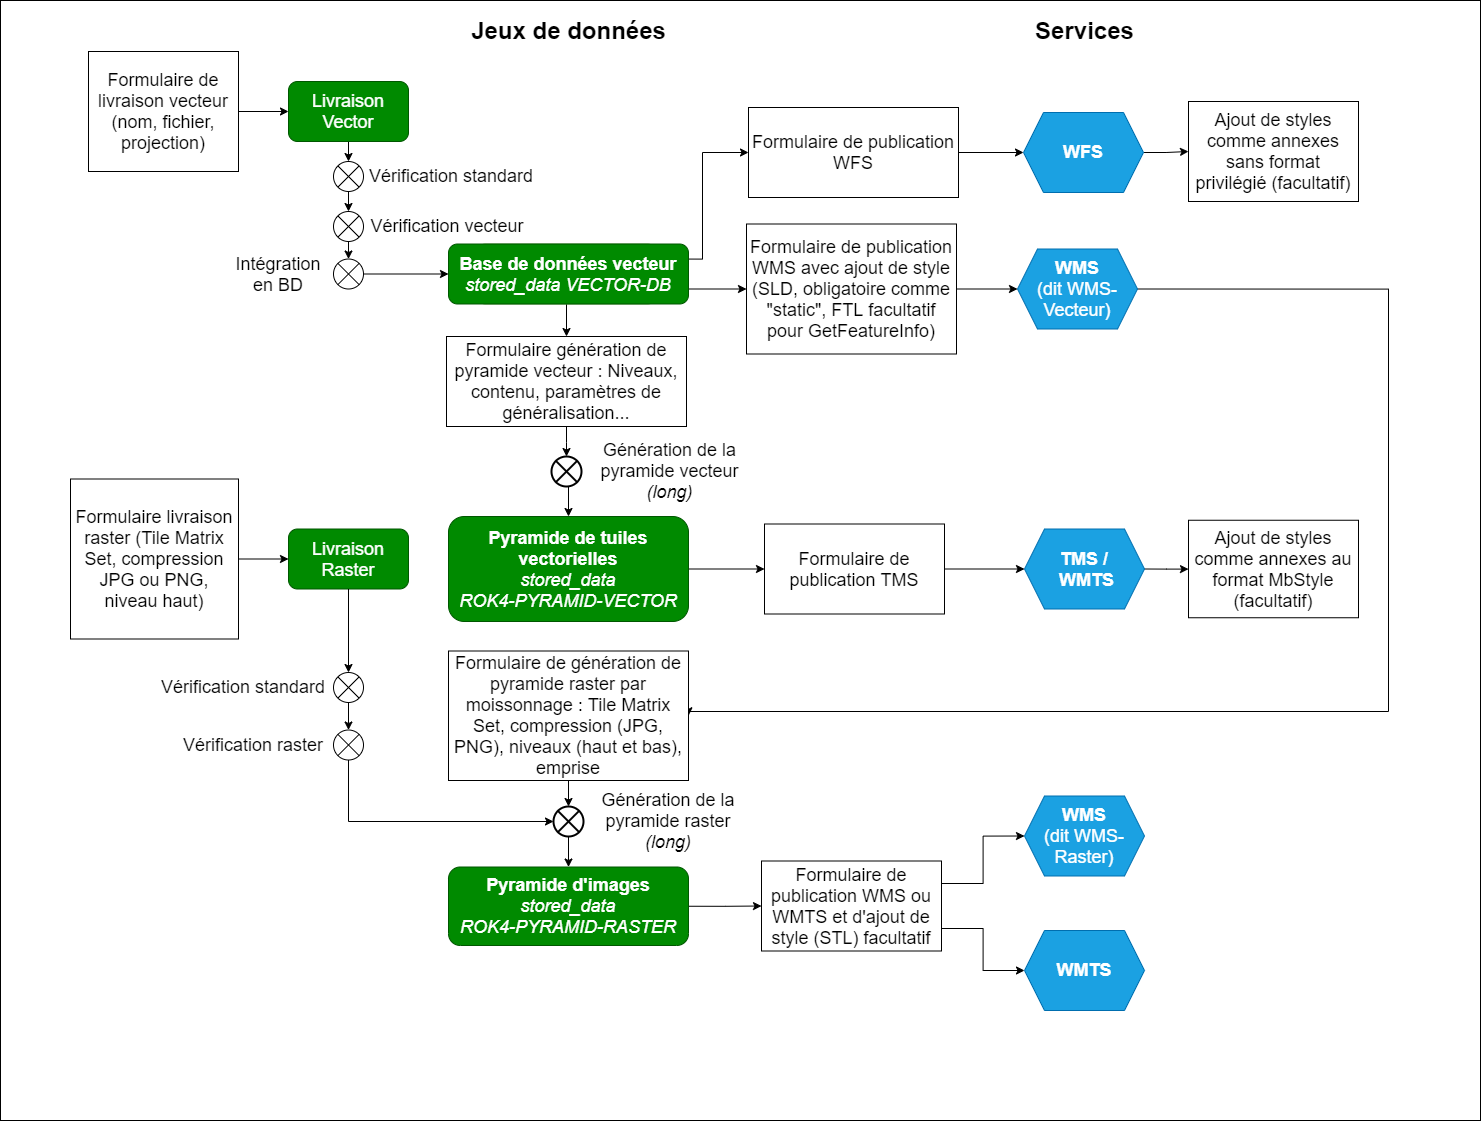 Jeux de données
Services
Formulaire de
livraison vecteur
(nom, fichier,
projection)
Livraison
Vector
Vérification standard
Vérification vecteur
Intégration
en BD
Base de données vecteur
stored_data VECTOR-DB
Formulaire de publication
WFS
WFS
Ajout de styles
comme annexes
sans format
privilégié (facultatif)
Formulaire de publication
WMS avec ajout de style
(SLD, obligatoire comme
"static", FTL facultatif
pour GetFeatureInfo)
WMS
(dit WMS-
Vecteur)
Formulaire génération de
pyramide vecteur : Niveaux,
contenu, paramètres de
généralisation...
Génération de la
pyramide vecteur
(long)
Formulaire livraison
raster (Tile Matrix
Set, compression
JPG ou PNG,
niveau haut)
Livraison
Raster
Pyramide de tuiles
vectorielles
stored_data
ROK4-PYRAMID-VECTOR
Formulaire de
publication TMS
TMS /
WMTS
Ajout de styles
comme annexes au
format MbStyle
(facultatif)
Vérification standard
Vérification raster
Formulaire de génération de
pyramide raster par
moissonnage : Tile Matrix
Set, compression (JPG,
PNG), niveaux (haut et bas),
emprise
Génération de la
pyramide raster
(long)
Pyramide d'images
stored_data
ROK4-PYRAMID-RASTER
Formulaire de
publication WMS ou
WMTS et d'ajout de
style (STL) facultatif
WMS
(dit WMS-
Raster)
WMTS